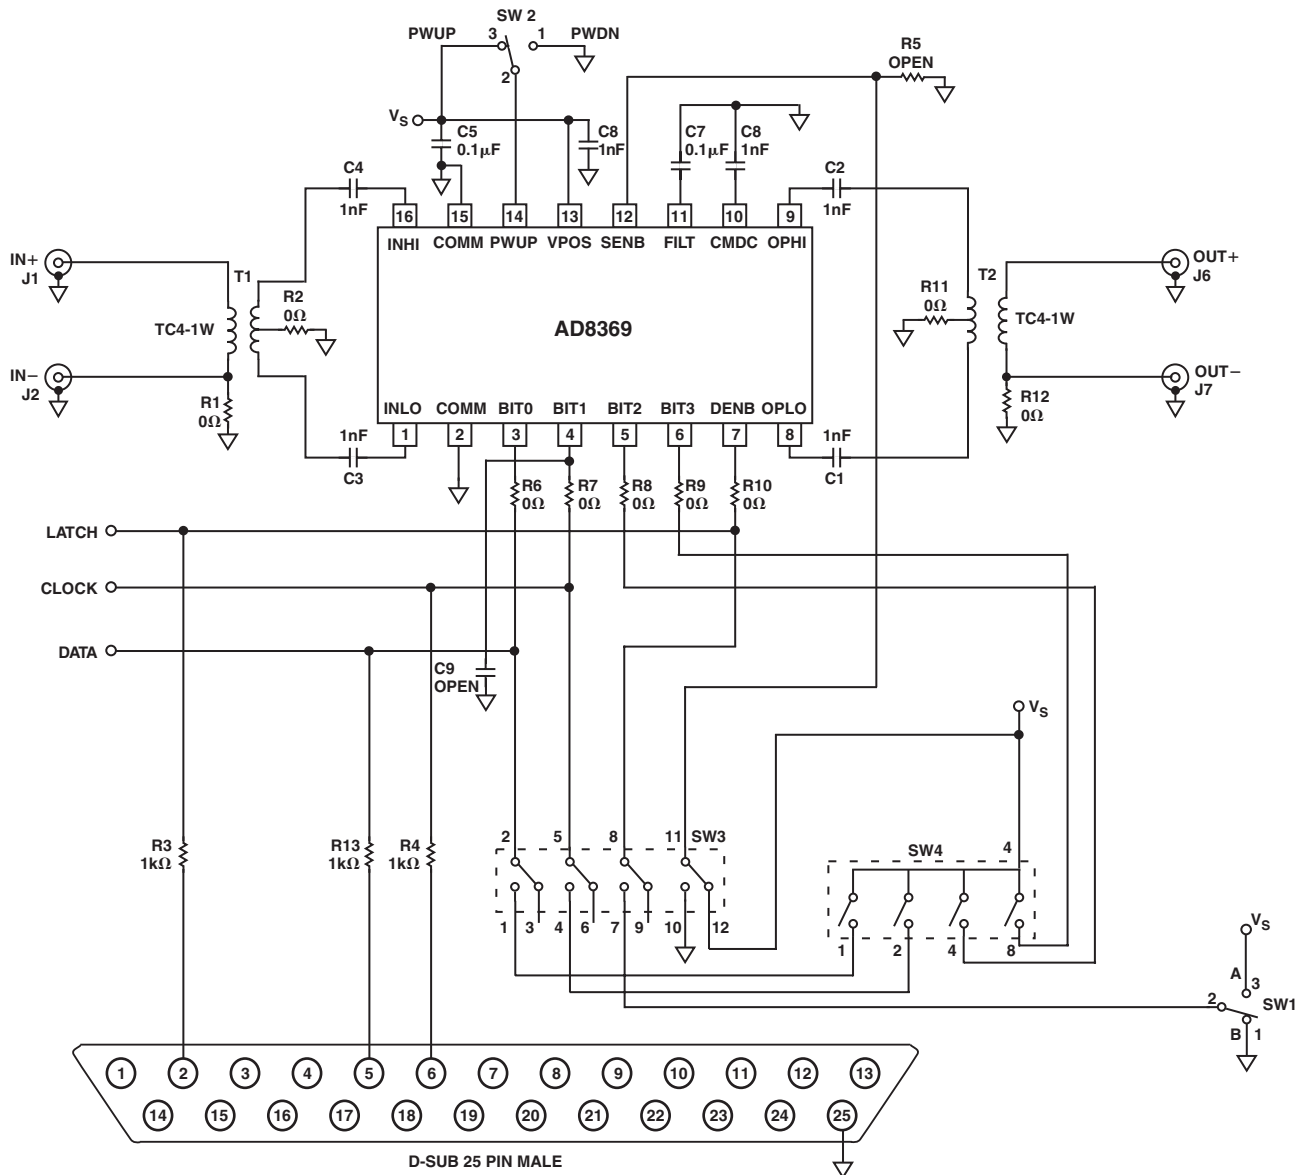 SW 2
PWUP 3 1 PWDN
2
R5
OPEN
VS
C5
0.1µF
C8
1nF
C7
0.1µF
C8
1nF
C4
1nF
C2
1nF
16 15 14 13 12 11 10 9
INHI COMM PWUP VPOS SENB FILT CMDC OPHI
IN+
J1
T1
R2
0Ω
TC4-1W
AD8369
R11
0Ω
T2
TC4-1W
OUT+
J6
IN−
J2
R1
0Ω
OUT−
J7
R12
0Ω
INLO COMM BIT0 BIT1 BIT2 BIT3 DENB OPLO
1 2 3 4 5 6 7 8
1nF
C3
1nF
C1
R6
0Ω
R7
0Ω
R8
0Ω
R9
0Ω
R10
0Ω
LATCH
CLOCK
DATA
C9
OPEN
VS
R3
1kΩ
R13
1kΩ
R4
1kΩ
2 5 8 11 SW3
1 3 4 6 7 9 10 12
SW4 4
1 2 4 8
VS
A
3
2
SW1
B 1
1 2 3 4 5 6 7 8 9 10 11 12 13
14 15 16 17 18 19 20 21 22 23 24 25
D-SUB 25 PIN MALE